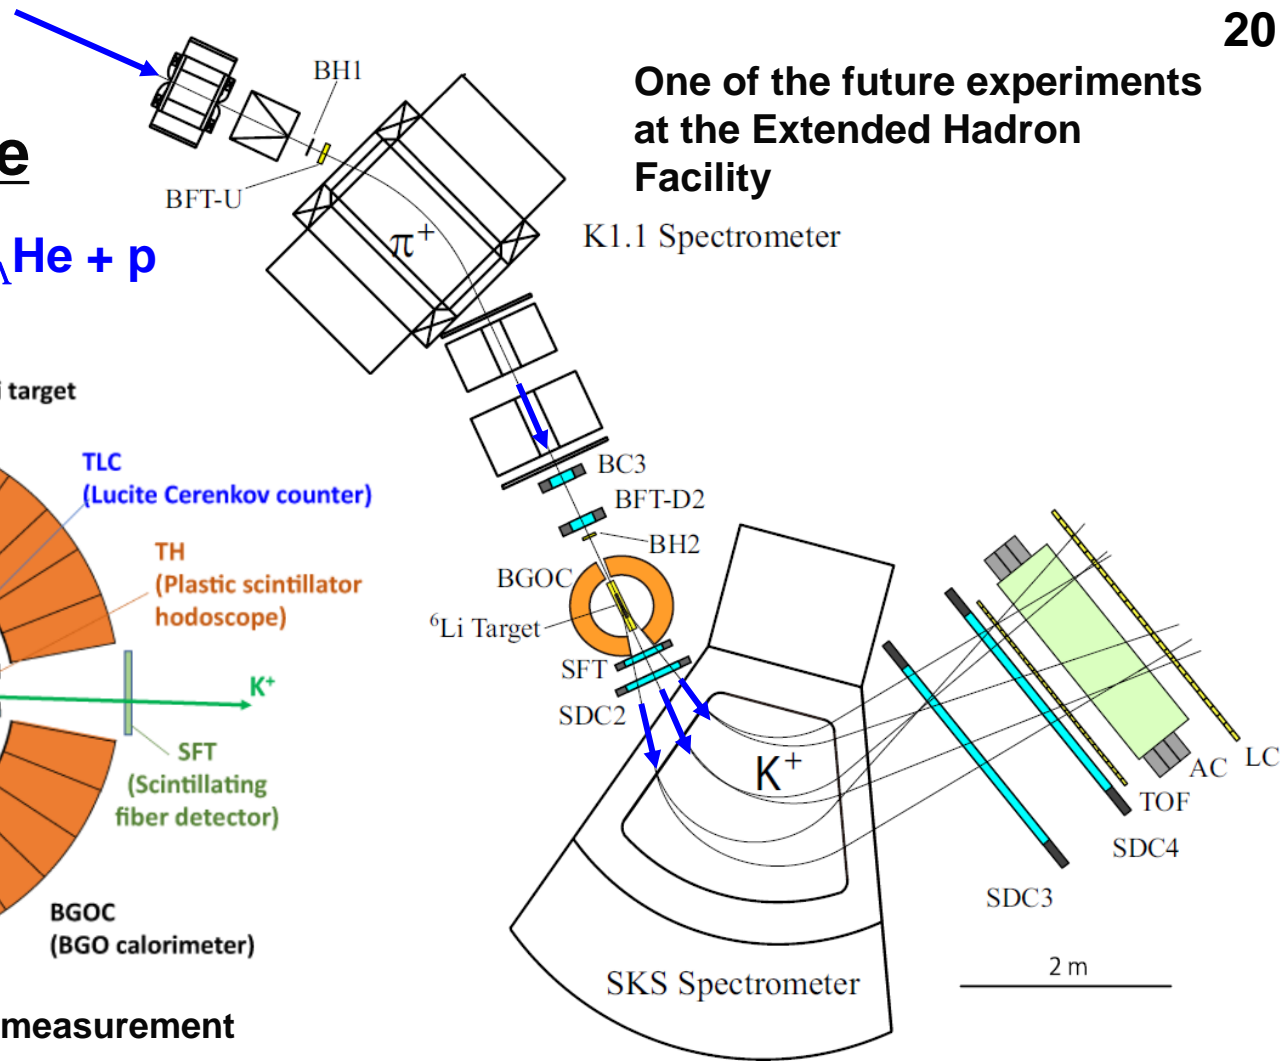 20
One of the future experiments
at the Extended Hadron
Facility
BH1
e
BFT-U
π⁺
K1.1 Spectrometer
ΛHe + p
i target
TLC
(Lucite Cerenkov counter)
TH
(Plastic scintillator
hodoscope)
K⁺
SFT
(Scintillating
fiber detector)
BGOC
(BGO calorimeter)
measurement
BC3
BFT-D2
BH2
BGOC
⁶Li Target
SFT
SDC2
K⁺
LC
AC
TOF
SDC4
SDC3
SKS Spectrometer
2 m